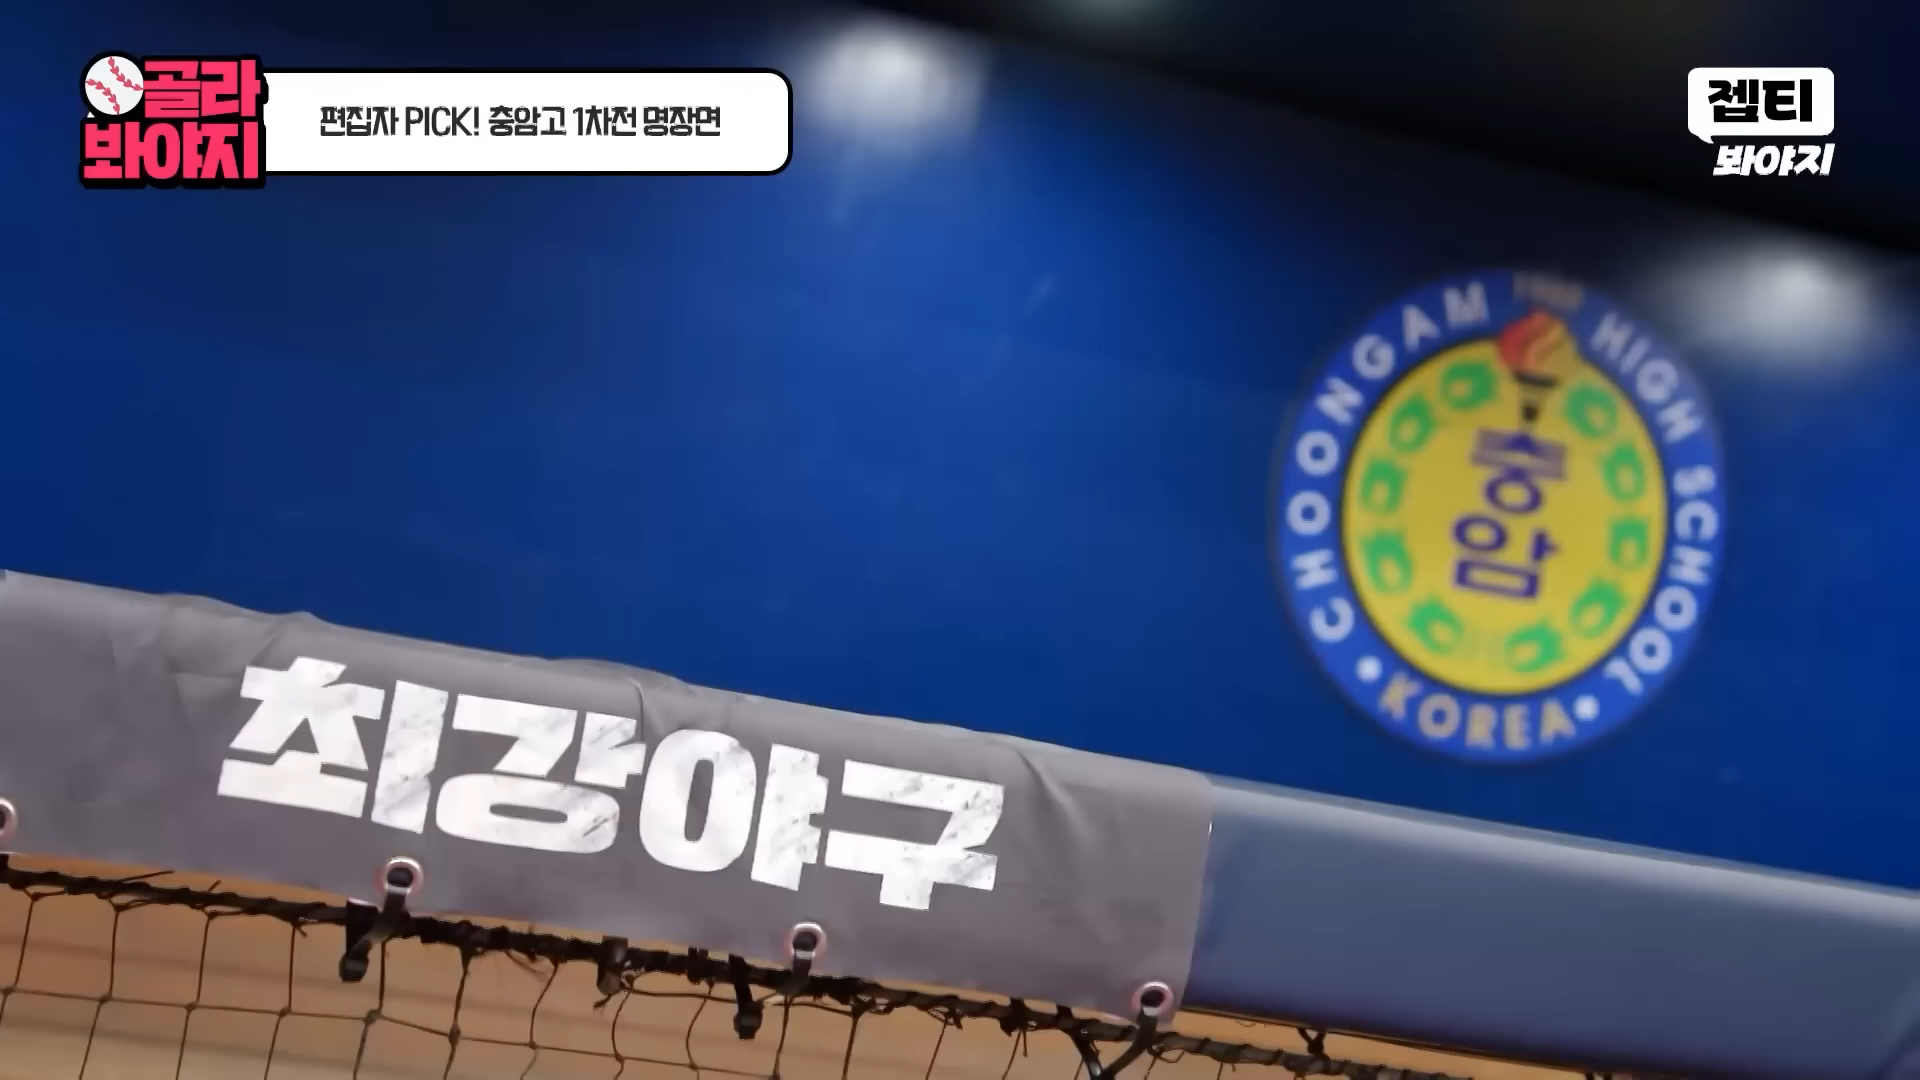 골라
봐야지
편집자 PICK! 충암고 1차전 명장면
젭티
봐야지
CHOONGAM HIGH SCHOOL
충
암
• KOREA •
최강야구